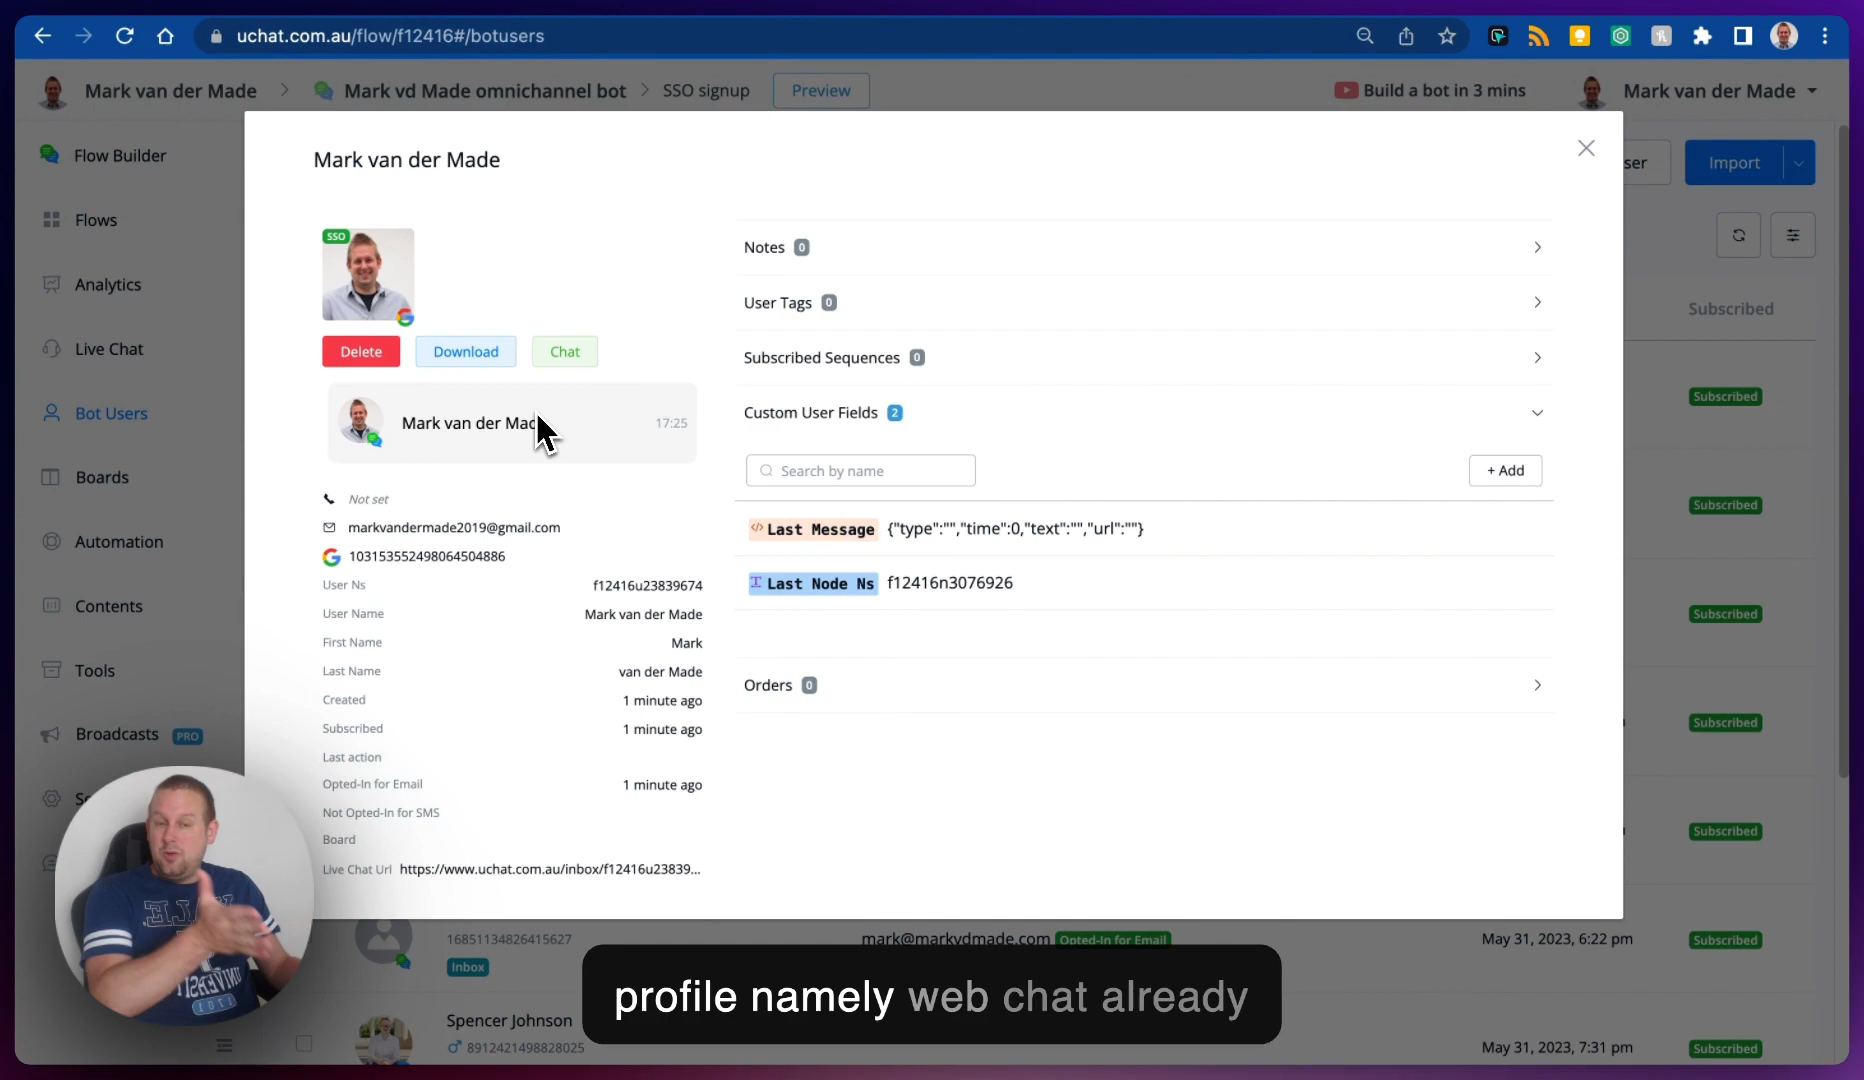 uchat.com.au/flow/f12416#/botusers
Mark van der Made > Mark vd Made omnichannel bot > SSO signup Preview
Build a bot in 3 mins
Mark van der Made
Flow Builder
Flows
Analytics
Live Chat
Bot Users
Boards
Automation
Contents
Tools
Broadcasts PRO
Mark van der Made
SSO
Delete Download Chat
Mark van der Mad 17:25
Not set
markvandermade2019@gmail.com
103153552498064504886
User Ns f12416u23839674
User Name Mark van der Made
First Name Mark
Last Name van der Made
Created 1 minute ago
Subscribed 1 minute ago
Last action
Opted-In for Email 1 minute ago
Not Opted-In for SMS
Board
Live Chat Url https://www.uchat.com.au/inbox/f12416u23839...
Notes 0
User Tags 0
Subscribed Sequences 0
Custom User Fields 2
Search by name
+ Add
</> Last Message {"type":"","time":0,"text":"","url":""}
T Last Node Ns f12416n3076926
Orders 0
ser Import
Subscribed
Subscribed
Subscribed
Subscribed
Subscribed
Subscribed
16851134826415627 mark@markvdmade.com Opted-In for Email May 31, 2023, 6:22 pm Subscribed
Inbox
profile namely web chat already
Spencer Johnson
8912421498828025 May 31, 2023, 7:31 pm Subscribed